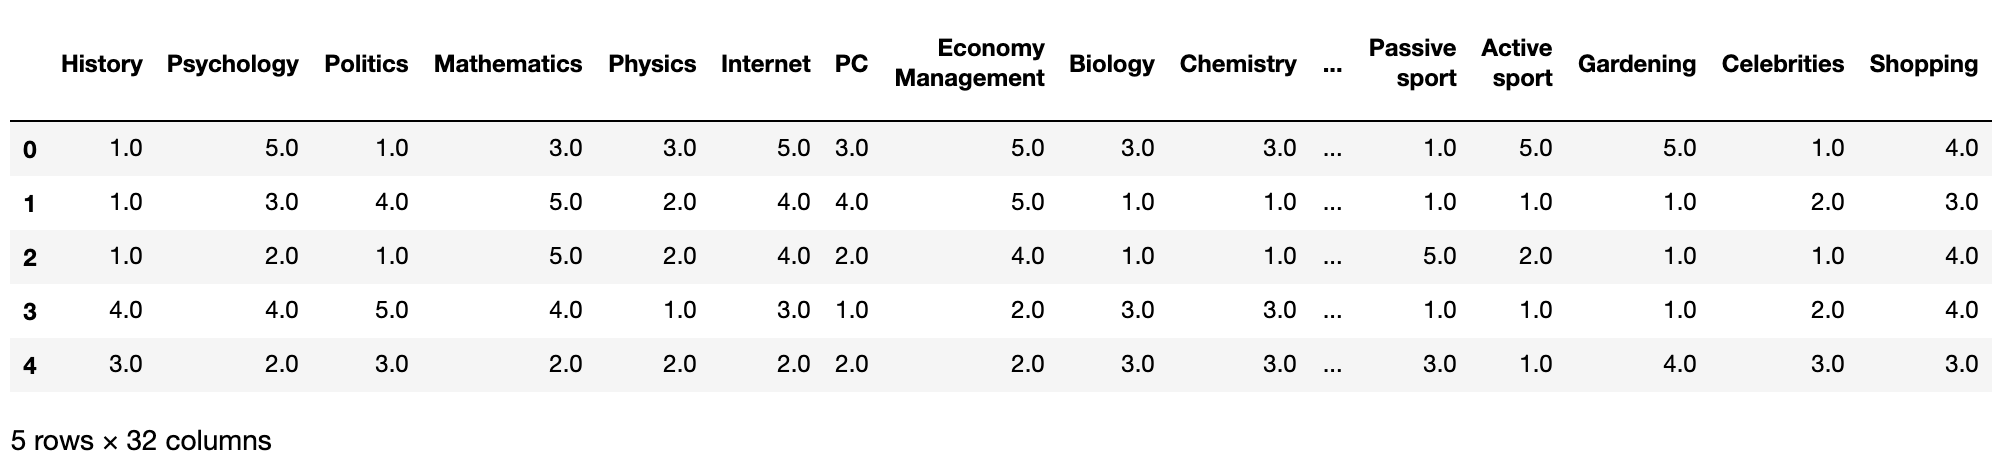 History Psychology Politics Mathematics Physics Internet PC Economy Management Biology Chemistry ... Passive sport Active sport Gardening Celebrities Shopping
0 1.0 5.0 1.0 3.0 3.0 5.0 3.0 5.0 3.0 3.0 ... 1.0 5.0 5.0 1.0 4.0
1 1.0 3.0 4.0 5.0 2.0 4.0 4.0 5.0 1.0 1.0 ... 1.0 1.0 1.0 2.0 3.0
2 1.0 2.0 1.0 5.0 2.0 4.0 2.0 4.0 1.0 1.0 ... 5.0 2.0 1.0 1.0 4.0
3 4.0 4.0 5.0 4.0 1.0 3.0 1.0 2.0 3.0 3.0 ... 1.0 1.0 1.0 2.0 4.0
4 3.0 2.0 3.0 2.0 2.0 2.0 2.0 2.0 3.0 3.0 ... 3.0 1.0 4.0 3.0 3.0
5 rows × 32 columns